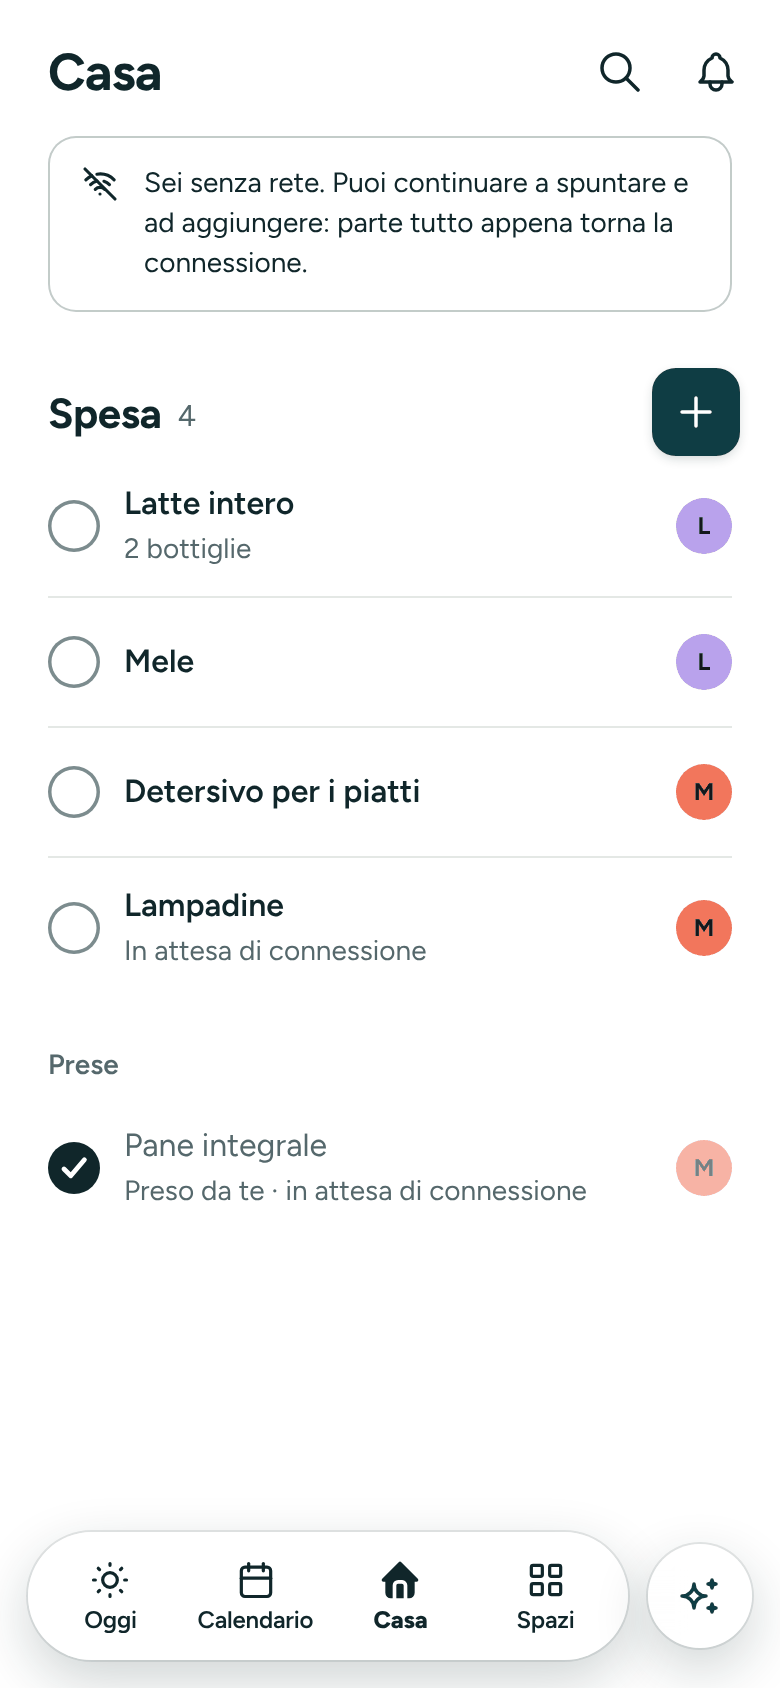 Casa
Sei senza rete. Puoi continuare a spuntare e
ad aggiungere: parte tutto appena torna la
connessione.
Spesa 4
Latte intero
2 bottiglie
L
Mele
L
Detersivo per i piatti
M
Lampadine
In attesa di connessione
M
Prese
Pane integrale
Preso da te · in attesa di connessione
M
Oggi
Calendario
Casa
Spazi